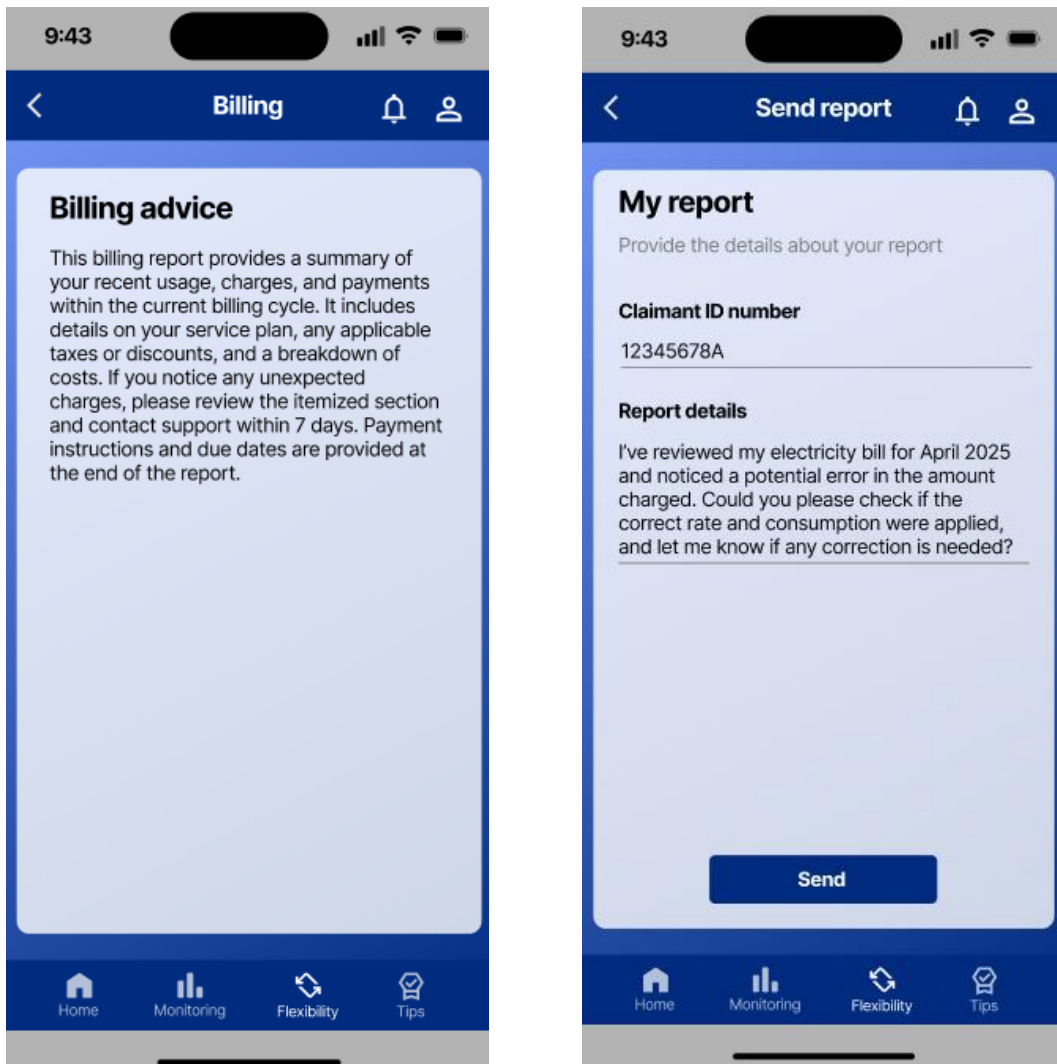 9:43
Billing
Billing advice
This billing report provides a summary of
your recent usage, charges, and payments
within the current billing cycle. It includes
details on your service plan, any applicable
taxes or discounts, and a breakdown of
costs. If you notice any unexpected
charges, please review the itemized section
and contact support within 7 days. Payment
instructions and due dates are provided at
the end of the report.
Home
Monitoring
Flexibility
Tips
9:43
Send report
My report
Provide the details about your report
Claimant ID number
12345678A
Report details
I've reviewed my electricity bill for April 2025
and noticed a potential error in the amount
charged. Could you please check if the
correct rate and consumption were applied,
and let me know if any correction is needed?
Send
Home
Monitoring
Flexibility
Tips